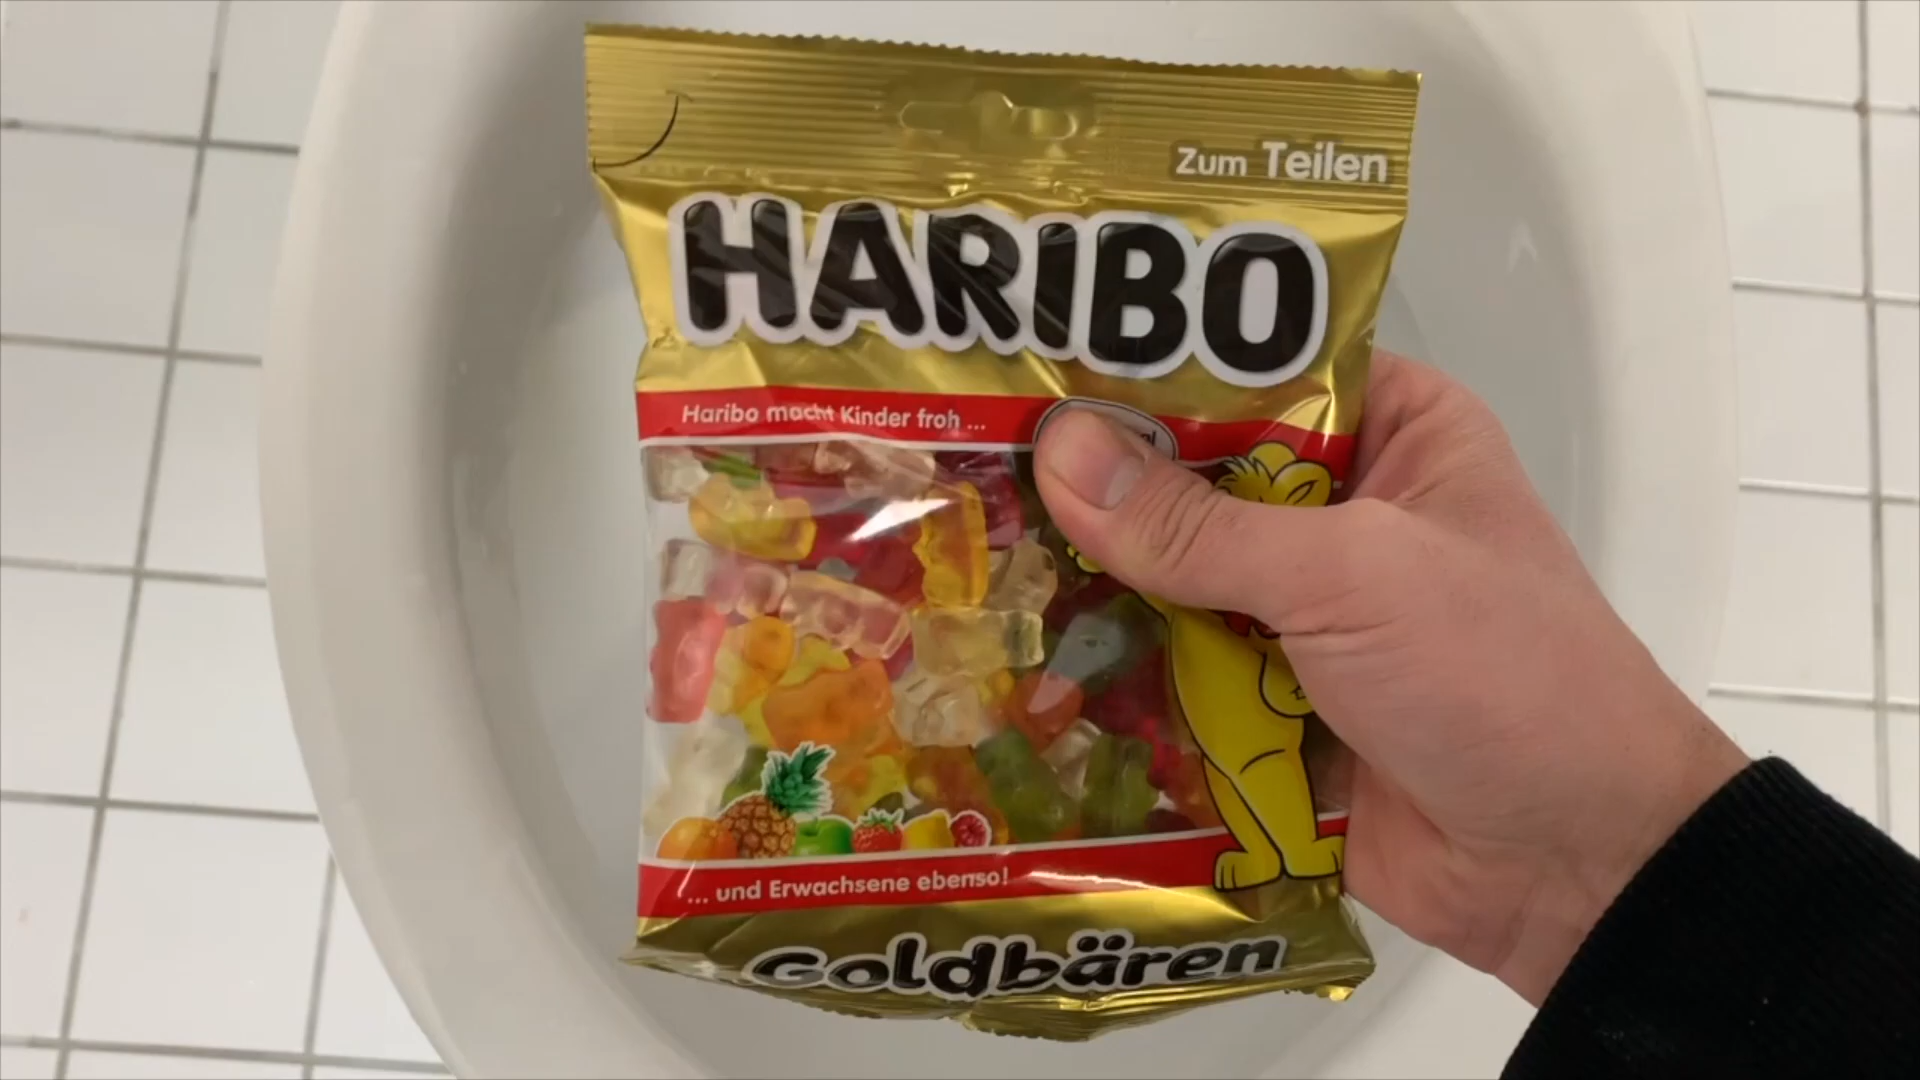 Zum Teilen
HARIBO
Haribo macht Kinder froh ...
... und Erwachsene ebenso!
Goldbären